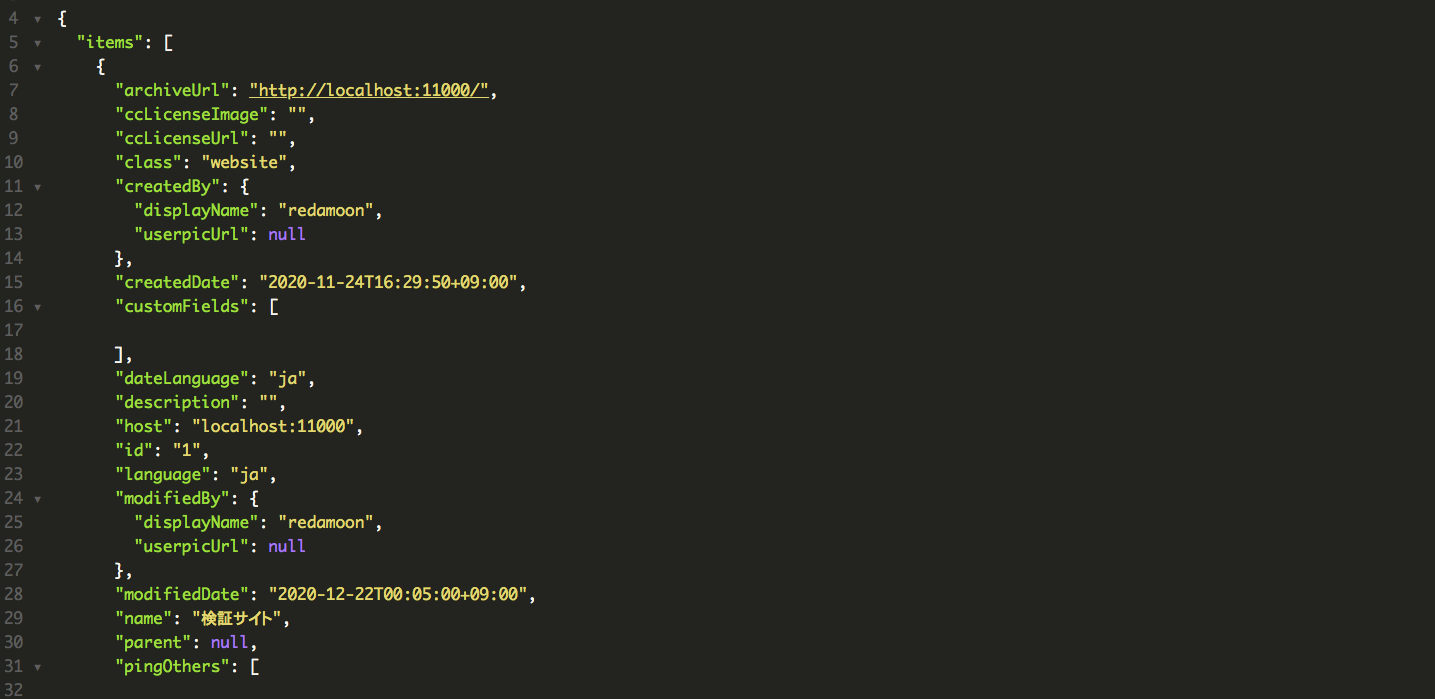 4 {
5 "items": [
6 {
7 "archiveUrl": "http://localhost:11000/",
8 "ccLicenseImage": "",
9 "ccLicenseUrl": "",
10 "class": "website",
11 "createdBy": {
12 "displayName": "redamoon",
13 "userpicUrl": null
14 },
15 "createdDate": "2020-11-24T16:29:50+09:00",
16 "customFields": [
17
18 ],
19 "dateLanguage": "ja",
20 "description": "",
21 "host": "localhost:11000",
22 "id": "1",
23 "language": "ja",
24 "modifiedBy": {
25 "displayName": "redamoon",
26 "userpicUrl": null
27 },
28 "modifiedDate": "2020-12-22T00:05:00+09:00",
29 "name": "検証サイト",
30 "parent": null,
31 "pingOthers": [
32